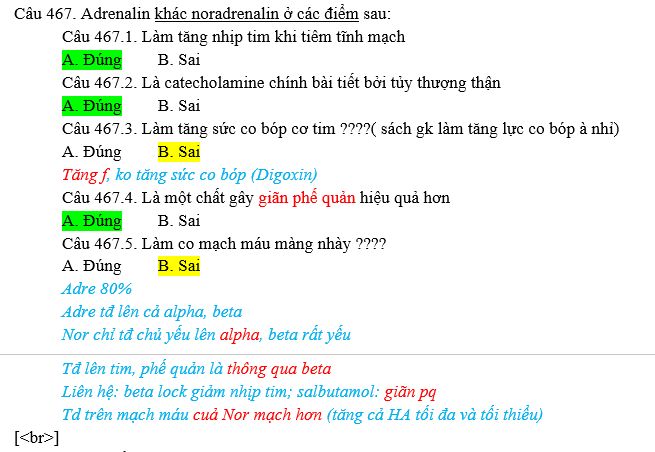 Câu 467. Adrenalin khác noradrenalin ở các điểm sau:
Câu 467.1. Làm tăng nhịp tim khi tiêm tĩnh mạch
A. Đúng B. Sai
Câu 467.2. Là catecholamine chính bài tiết bởi tủy thượng thận
A. Đúng B. Sai
Câu 467.3. Làm tăng sức co bóp cơ tim ????( sách gk làm tăng lực co bóp à nhỉ)
A. Đúng B. Sai
Tăng f, ko tăng sức co bóp (Digoxin)
Câu 467.4. Là một chất gây giãn phế quản hiệu quả hơn
A. Đúng B. Sai
Câu 467.5. Làm co mạch máu màng nhày ????
A. Đúng B. Sai
Adre 80%
Adre tđ lên cả alpha, beta
Nor chỉ tđ chủ yếu lên alpha, beta rất yếu
Tđ lên tim, phế quản là thông qua beta
Liên hệ: beta lock giảm nhịp tim; salbutamol: giãn pq
Td trên mạch máu cuả Nor mạch hơn (tăng cả HA tối đa và tối thiểu)
[<br>]